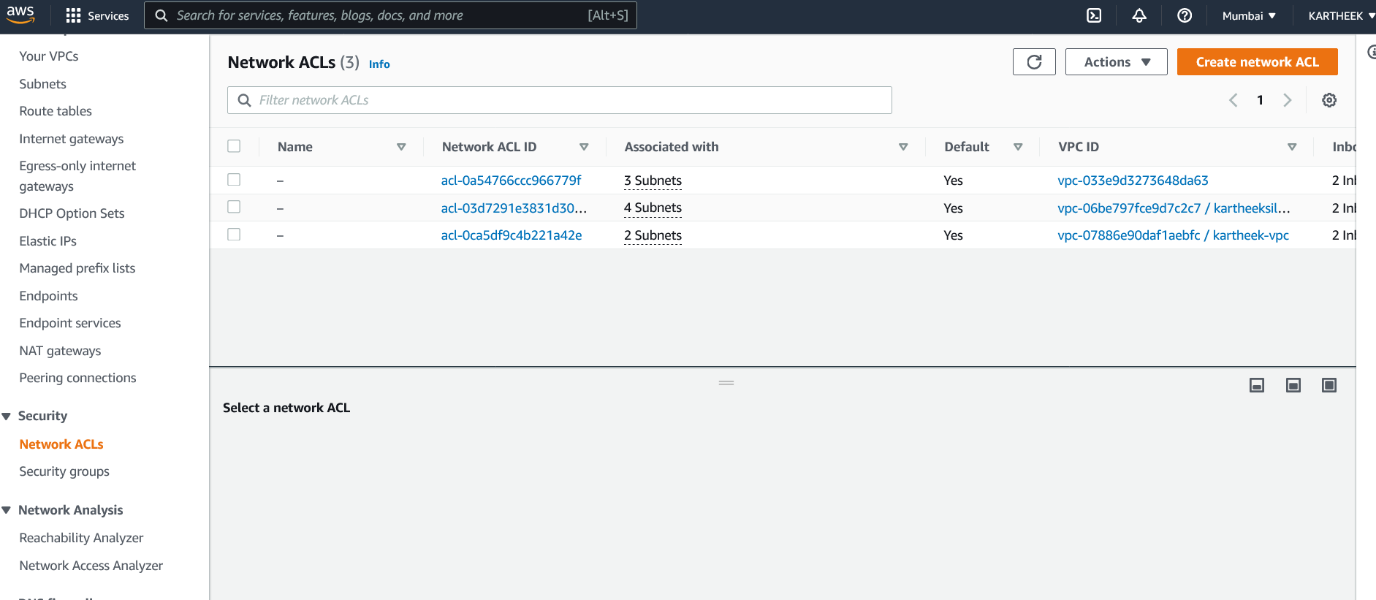 aws Services Search for services, features, blogs, docs, and more [Alt+S] Mumbai KARTHEEK
Your VPCs
Subnets
Route tables
Internet gateways
Egress-only internet
gateways
DHCP Option Sets
Elastic IPs
Managed prefix lists
Endpoints
Endpoint services
NAT gateways
Peering connections
Security
Network ACLs
Security groups
Network Analysis
Reachability Analyzer
Network Access Analyzer
Network ACLs (3) Info Actions Create network ACL
Filter network ACLs 1
Name Network ACL ID Associated with Default VPC ID Inbo
– acl-0a54766ccc966779f 3 Subnets Yes vpc-033e9d3273648da63 2 Inl
– acl-03d7291e3831d30... 4 Subnets Yes vpc-06be797fce9d7c2c7 / kartheeksil... 2 Inl
– acl-0ca5df9c4b221a42e 2 Subnets Yes vpc-07886e90daf1aebfc / kartheek-vpc 2 Inl
Select a network ACL